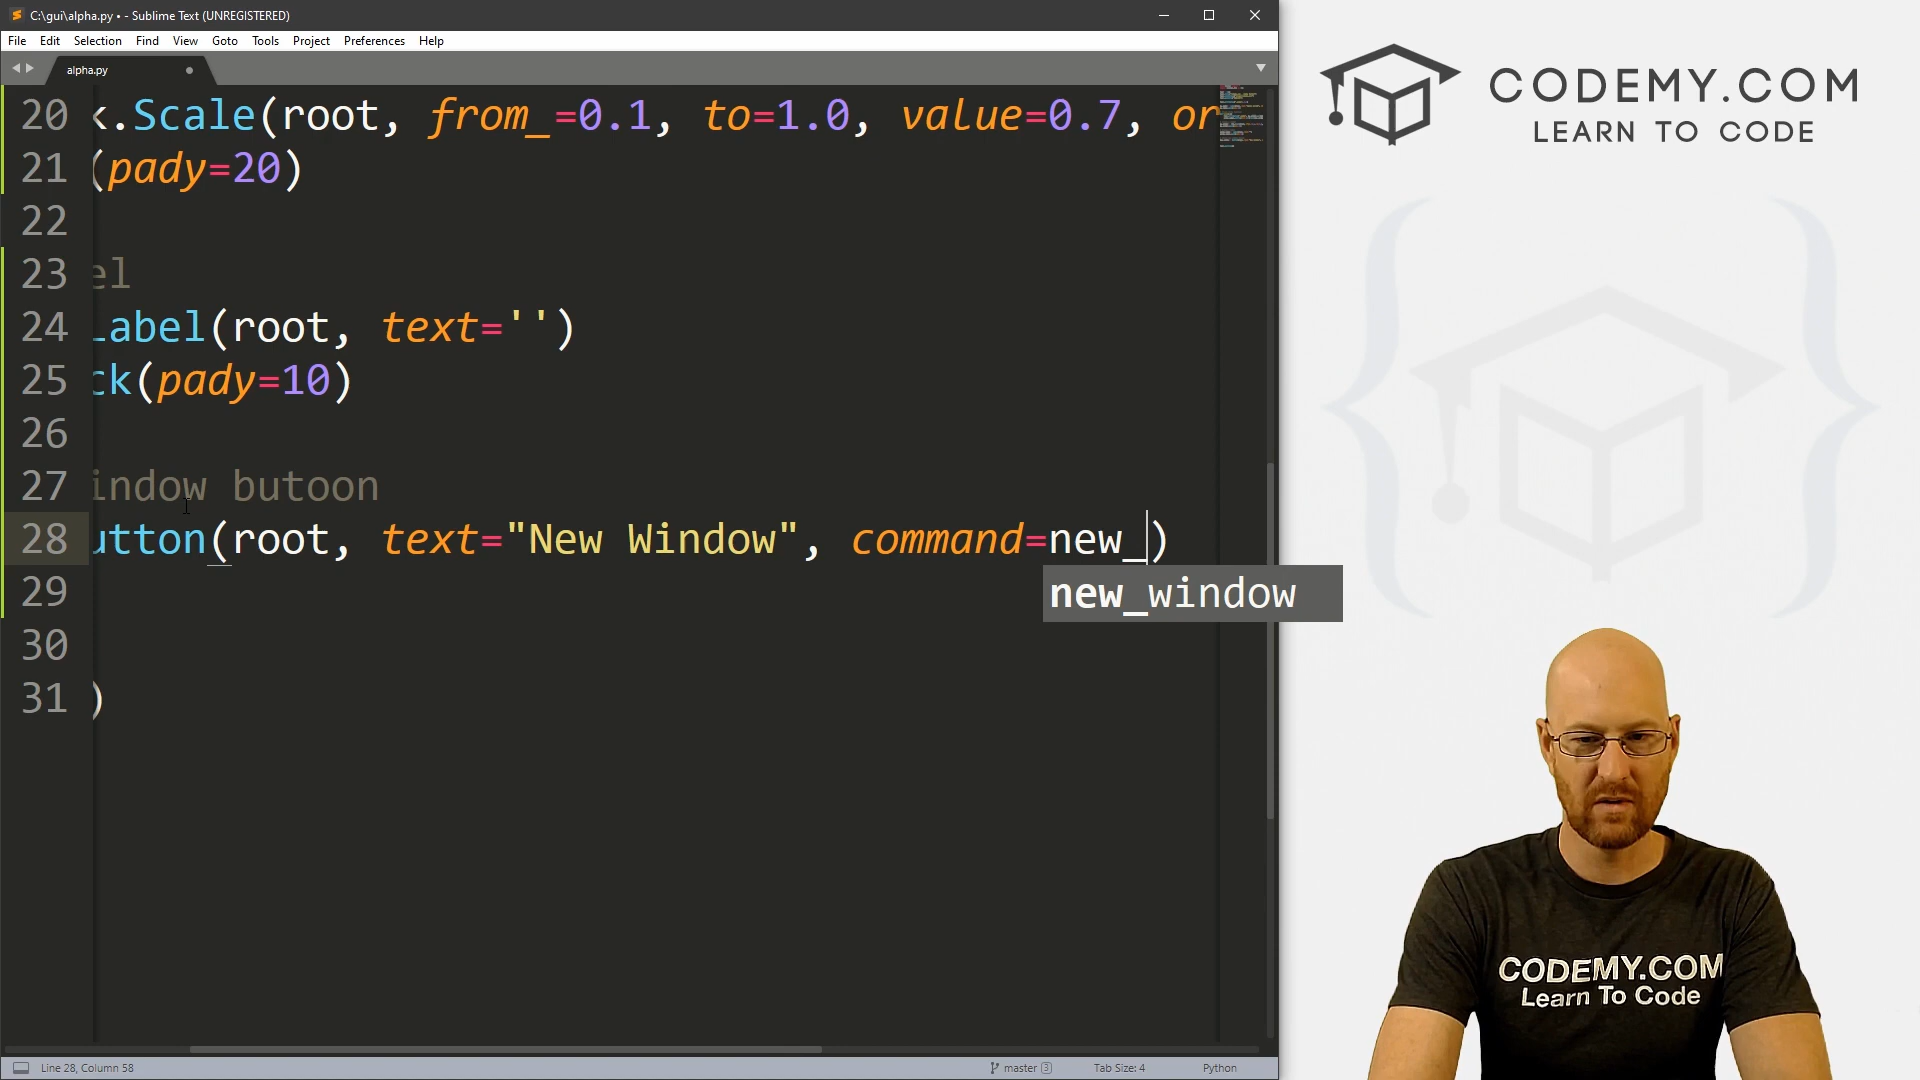 C:\gui\alpha.py • - Sublime Text (UNREGISTERED)
File Edit Selection Find View Goto Tools Project Preferences Help
alpha.py
20 k.Scale(root, from_=0.1, to=1.0, value=0.7, or
21 (pady=20)
22
23 el
24 Label(root, text='')
25 ck(pady=10)
26
27 indow butoon
28 utton(root, text="New Window", command=new_)
new_window
29
30
31 )
Line 28, Column 58
master 3
Tab Size: 4
Python
CODEMY.COM
LEARN TO CODE
CODEMY.COM
Learn To Code